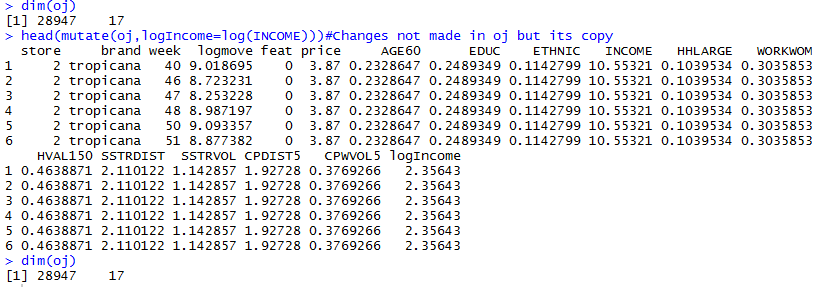 > dim(oj)
[1] 28947    17
> head(mutate(oj,logIncome=log(INCOME)))#Changes not made in oj but its copy
  store     brand week  logmove feat price     AGE60      EDUC    ETHNIC   INCOME   HHLARGE   WORKWOM
1     2 tropicana   40 9.018695    0  3.87 0.2328647 0.2489349 0.1142799 10.55321 0.1039534 0.3035853
2     2 tropicana   46 8.723231    0  3.87 0.2328647 0.2489349 0.1142799 10.55321 0.1039534 0.3035853
3     2 tropicana   47 8.253228    0  3.87 0.2328647 0.2489349 0.1142799 10.55321 0.1039534 0.3035853
4     2 tropicana   48 8.987197    0  3.87 0.2328647 0.2489349 0.1142799 10.55321 0.1039534 0.3035853
5     2 tropicana   50 9.093357    0  3.87 0.2328647 0.2489349 0.1142799 10.55321 0.1039534 0.3035853
6     2 tropicana   51 8.877382    0  3.87 0.2328647 0.2489349 0.1142799 10.55321 0.1039534 0.3035853
   HVAL150 SSTRDIST  SSTRVOL CPDIST5   CPWVOL5 logIncome
1 0.4638871 2.110122 1.142857 1.92728 0.3769266   2.35643
2 0.4638871 2.110122 1.142857 1.92728 0.3769266   2.35643
3 0.4638871 2.110122 1.142857 1.92728 0.3769266   2.35643
4 0.4638871 2.110122 1.142857 1.92728 0.3769266   2.35643
5 0.4638871 2.110122 1.142857 1.92728 0.3769266   2.35643
6 0.4638871 2.110122 1.142857 1.92728 0.3769266   2.35643
> dim(oj)
[1] 28947    17